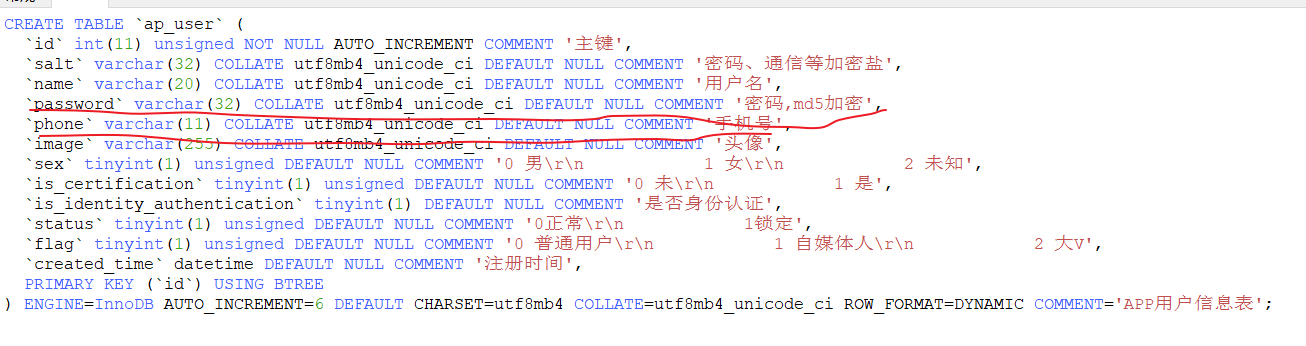 CREATE TABLE `ap_user` (
  `id` int(11) unsigned NOT NULL AUTO_INCREMENT COMMENT '主键',
  `salt` varchar(32) COLLATE utf8mb4_unicode_ci DEFAULT NULL COMMENT '密码、通信等加密盐',
  `name` varchar(20) COLLATE utf8mb4_unicode_ci DEFAULT NULL COMMENT '用户名',
  `password` varchar(32) COLLATE utf8mb4_unicode_ci DEFAULT NULL COMMENT '密码,md5加密',
  `phone` varchar(11) COLLATE utf8mb4_unicode_ci DEFAULT NULL COMMENT '手机号',
  `image` varchar(255) COLLATE utf8mb4_unicode_ci DEFAULT NULL COMMENT '头像',
  `sex` tinyint(1) unsigned DEFAULT NULL COMMENT '0 男\r\n            1 女\r\n            2 未知',
  `is_certification` tinyint(1) unsigned DEFAULT NULL COMMENT '0 未\r\n            1 是',
  `is_identity_authentication` tinyint(1) DEFAULT NULL COMMENT '是否身份认证',
  `status` tinyint(1) unsigned DEFAULT NULL COMMENT '0正常\r\n            1锁定',
  `flag` tinyint(1) unsigned DEFAULT NULL COMMENT '0 普通用户\r\n            1 自媒体人\r\n            2 大V',
  `created_time` datetime DEFAULT NULL COMMENT '注册时间',
  PRIMARY KEY (`id`) USING BTREE
) ENGINE=InnoDB AUTO_INCREMENT=6 DEFAULT CHARSET=utf8mb4 COLLATE=utf8mb4_unicode_ci ROW_FORMAT=DYNAMIC COMMENT='APP用户信息表';